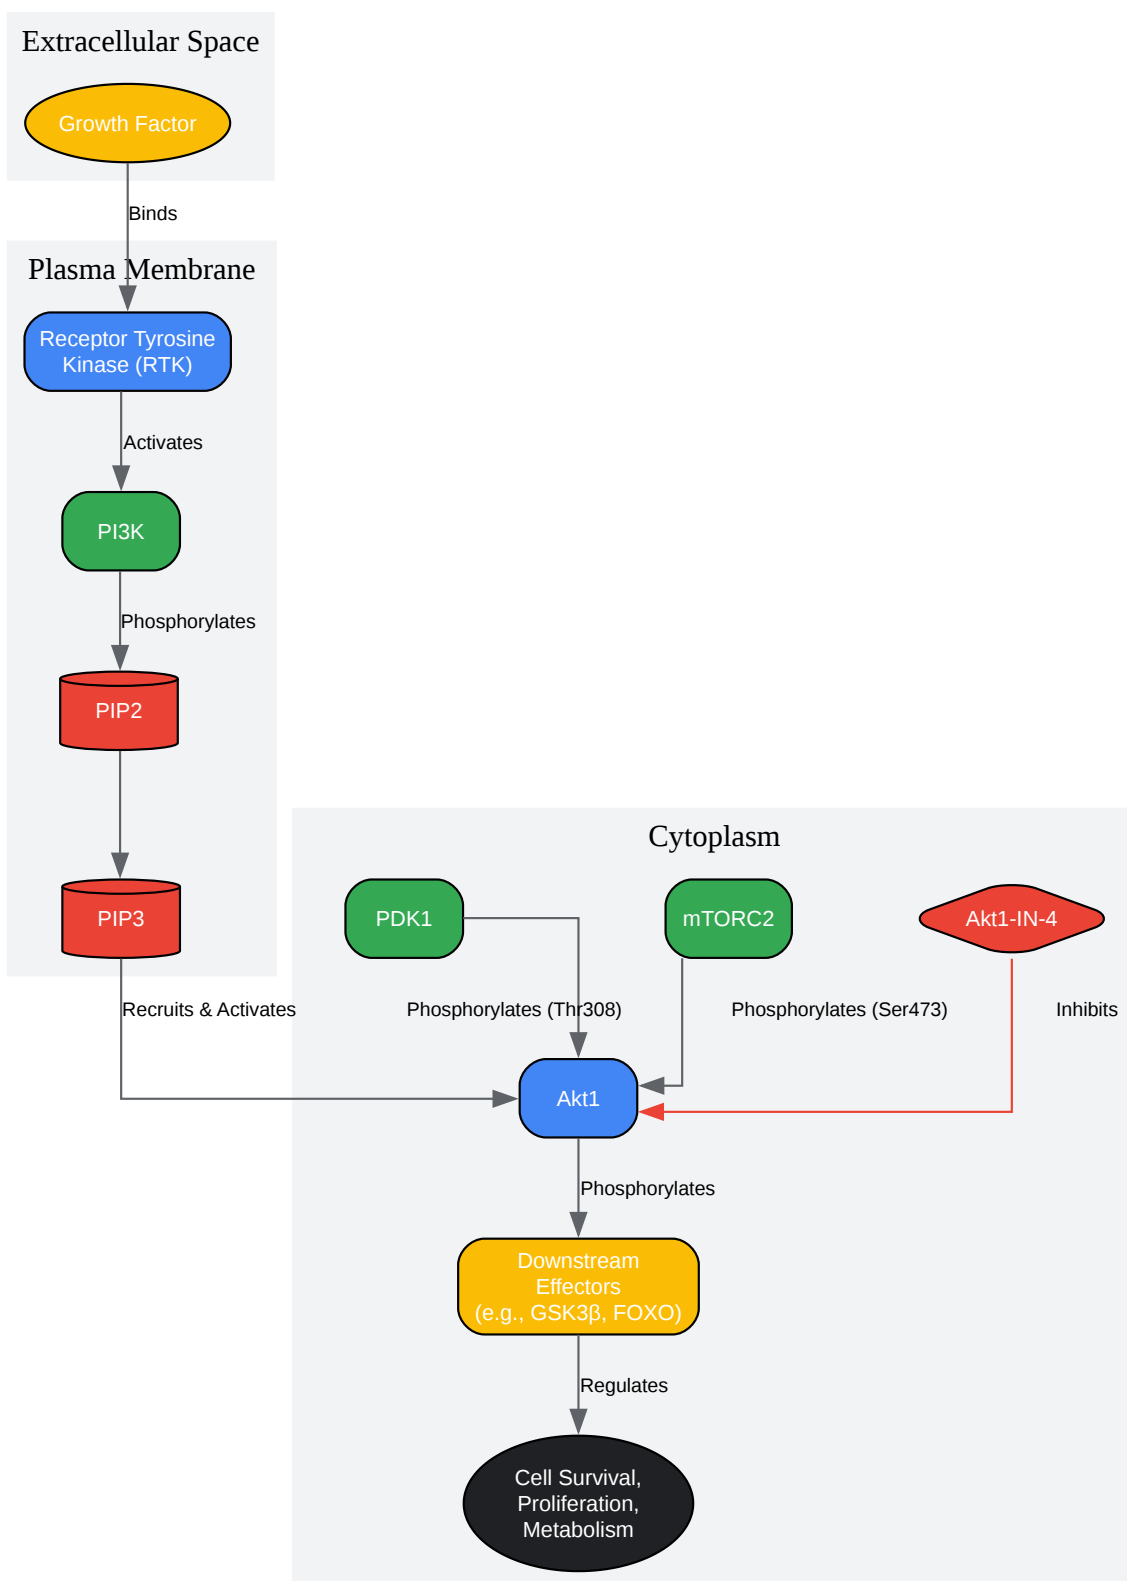 Extracellular Space
Growth Factor
Binds
Plasma Membrane
Receptor Tyrosine
Kinase (RTK)
Activates
PI3K
Phosphorylates
PIP2
PIP3
Recruits & Activates
Cytoplasm
PDK1
mTORC2
Akt1-IN-4
Phosphorylates (Thr308)
Phosphorylates (Ser473)
Inhibits
Akt1
Phosphorylates
Downstream
Effectors
(e.g., GSK3β, FOXO)
Regulates
Cell Survival,
Proliferation,
Metabolism